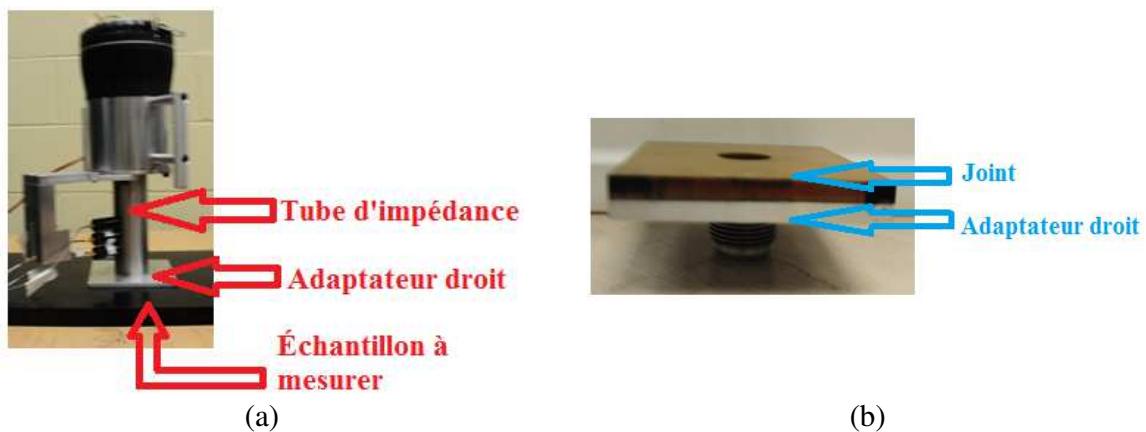 Tube d'impédance
Adaptateur droit
Échantillon à
mesurer
(a)
Joint
Adaptateur droit
(b)